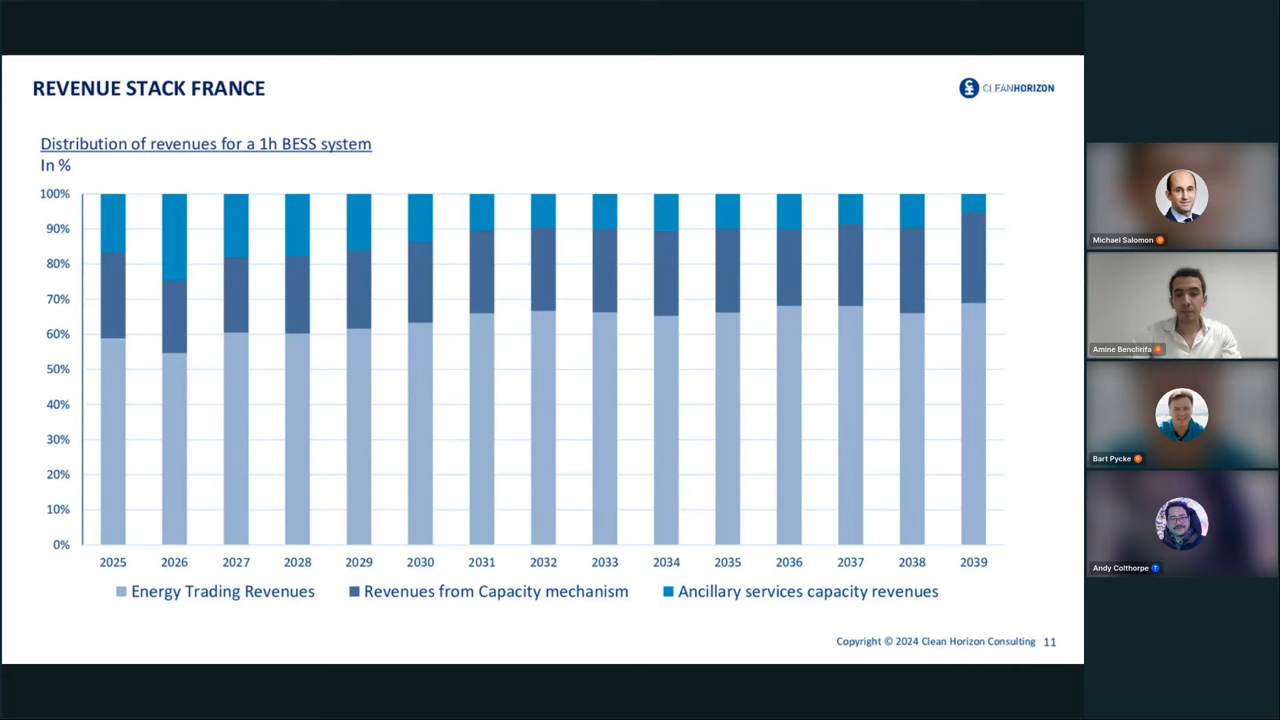 REVENUE STACK FRANCE
CLEANHORIZON
Distribution of revenues for a 1h BESS system
In %
100%
90%
80%
70%
60%
50%
40%
30%
20%
10%
0%
2025 2026 2027 2028 2029 2030 2031 2032 2033 2034 2035 2036 2037 2038 2039
Energy Trading Revenues Revenues from Capacity mechanism Ancillary services capacity revenues
Copyright © 2024 Clean Horizon Consulting 11
Michael Salomon
Amine Benchrifa
Bart Pycke
Andy Colthorpe